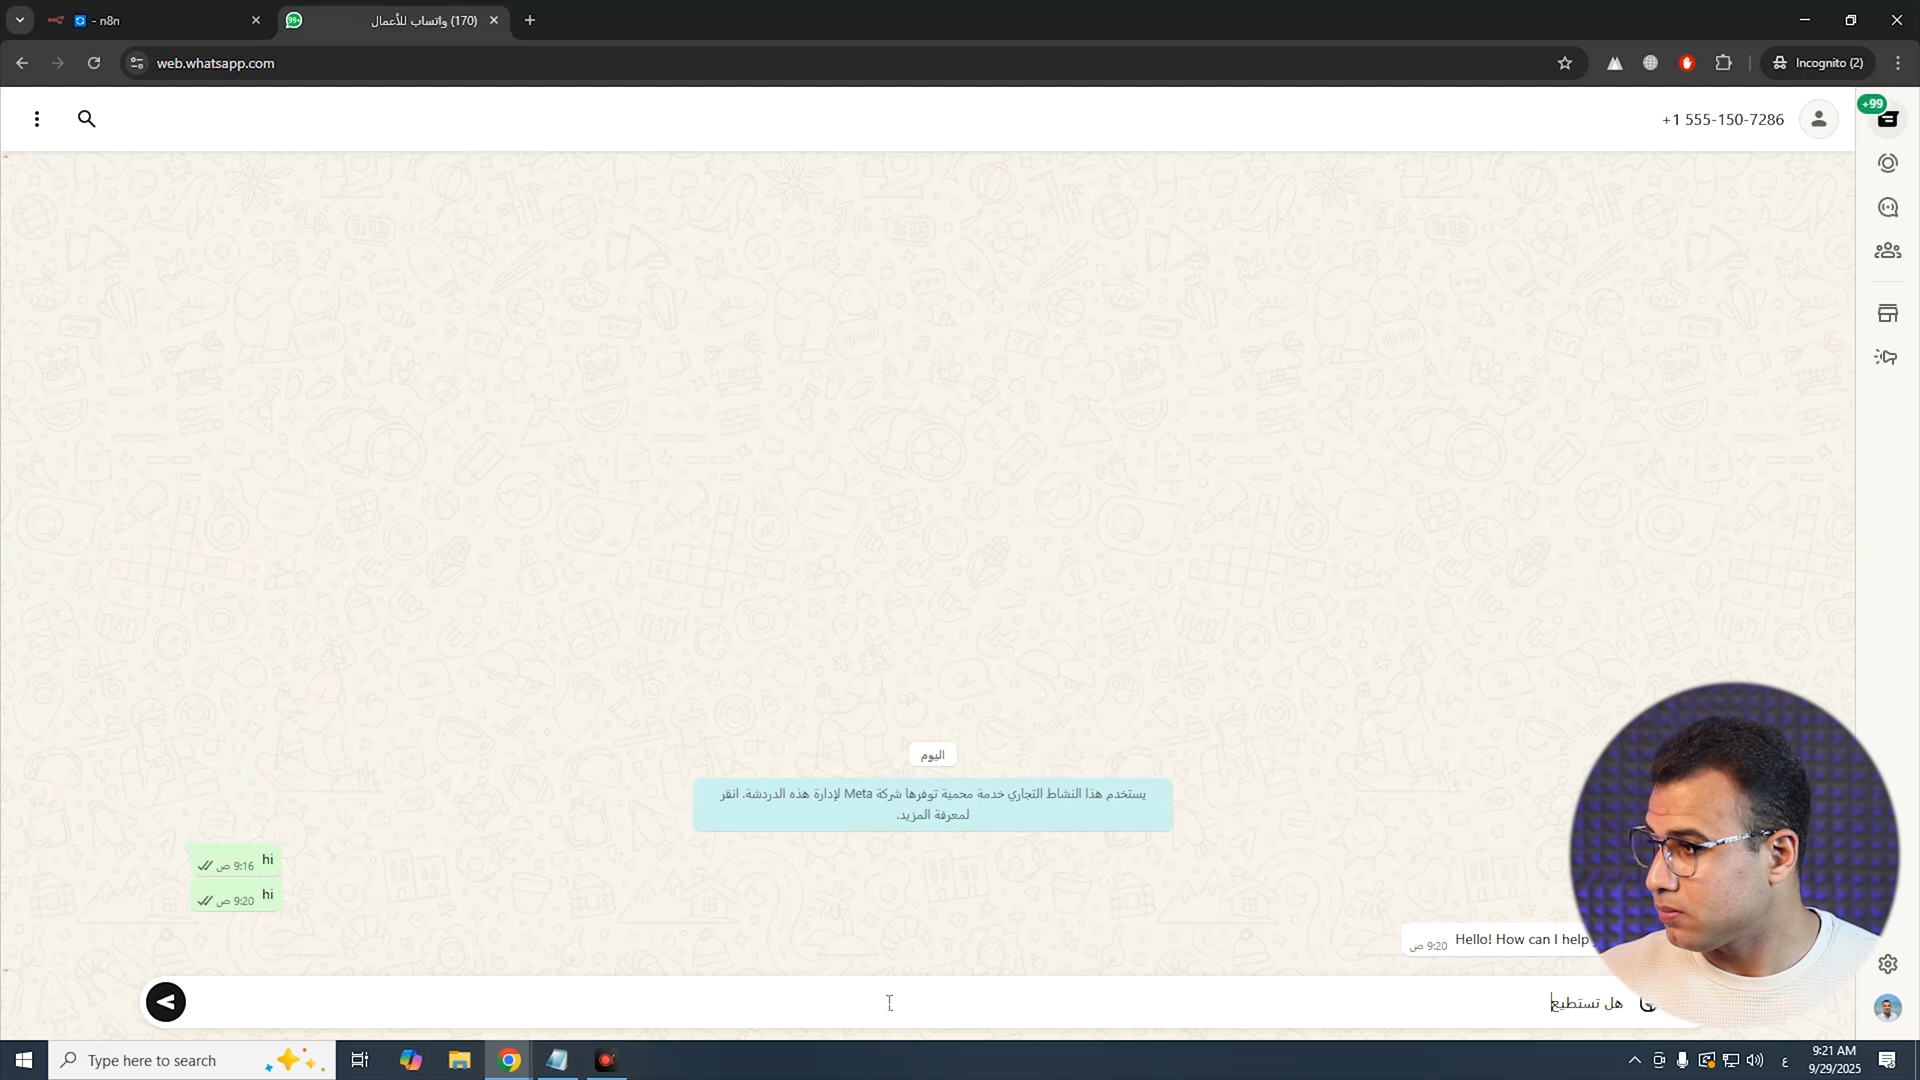 - n8n
(170) واتساب للأعمال
web.whatsapp.com
Incognito (2)
+1 555-150-7286
+99
اليوم
يستخدم هذا النشاط التجاري خدمة محمية توفرها شركة Meta لإدارة هذه الدردشة. انقر
لمعرفة المزيد.
hi
9:16 ص
hi
9:20 ص
Hello! How can I help
9:20 ص
هل تستطيع
Type here to search
ع
9:21 AM
9/29/2025